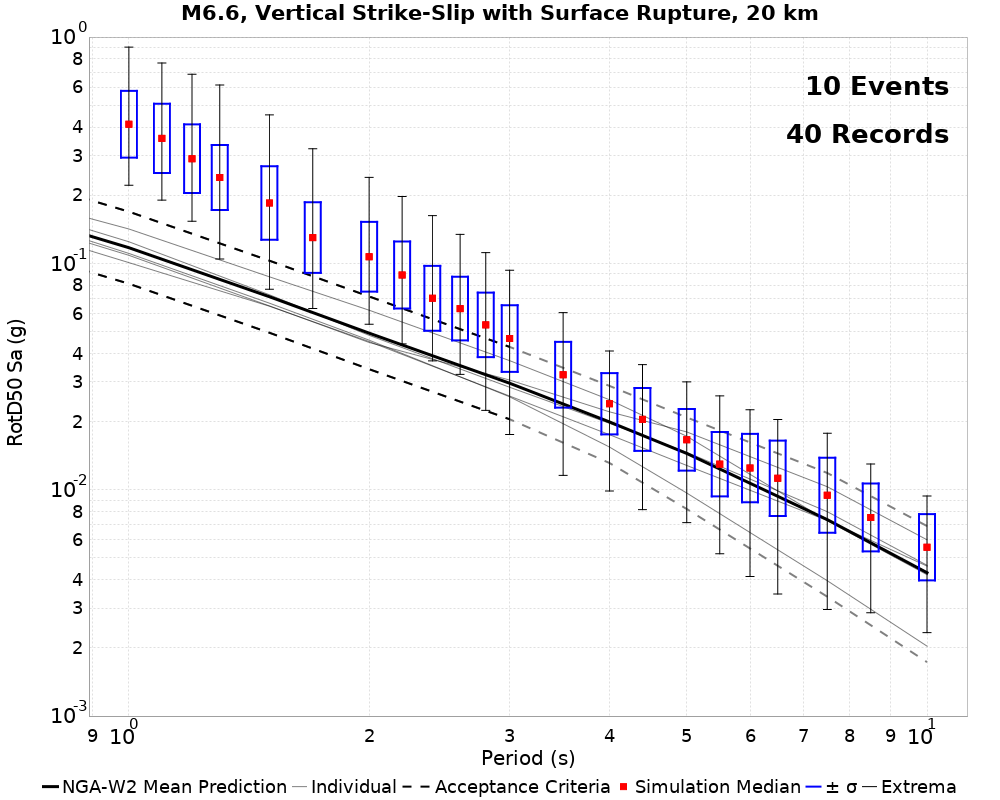 M6.6, Vertical Strike-Slip with Surface Rupture, 20 km
10 Events
40 Records
RotD50 Sa (g)
10^0
8
6
4
3
2
10^-1
8
6
4
3
2
10^-2
8
6
4
3
2
10^-3
9 10^0 2 3 4 5 6 7 8 9 10^1
Period (s)
NGA-W2 Mean Prediction Individual Acceptance Criteria Simulation Median ± σ Extrema